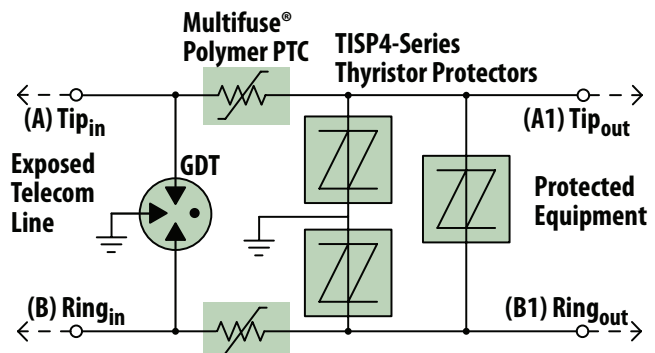 Multifuse®
Polymer PTC
TISP4-Series
Thyristor Protectors
(A) Tipin
(A1) Tipout
Exposed
Telecom
Line
GDT
Protected
Equipment
(B) Ringin
(B1) Ringout